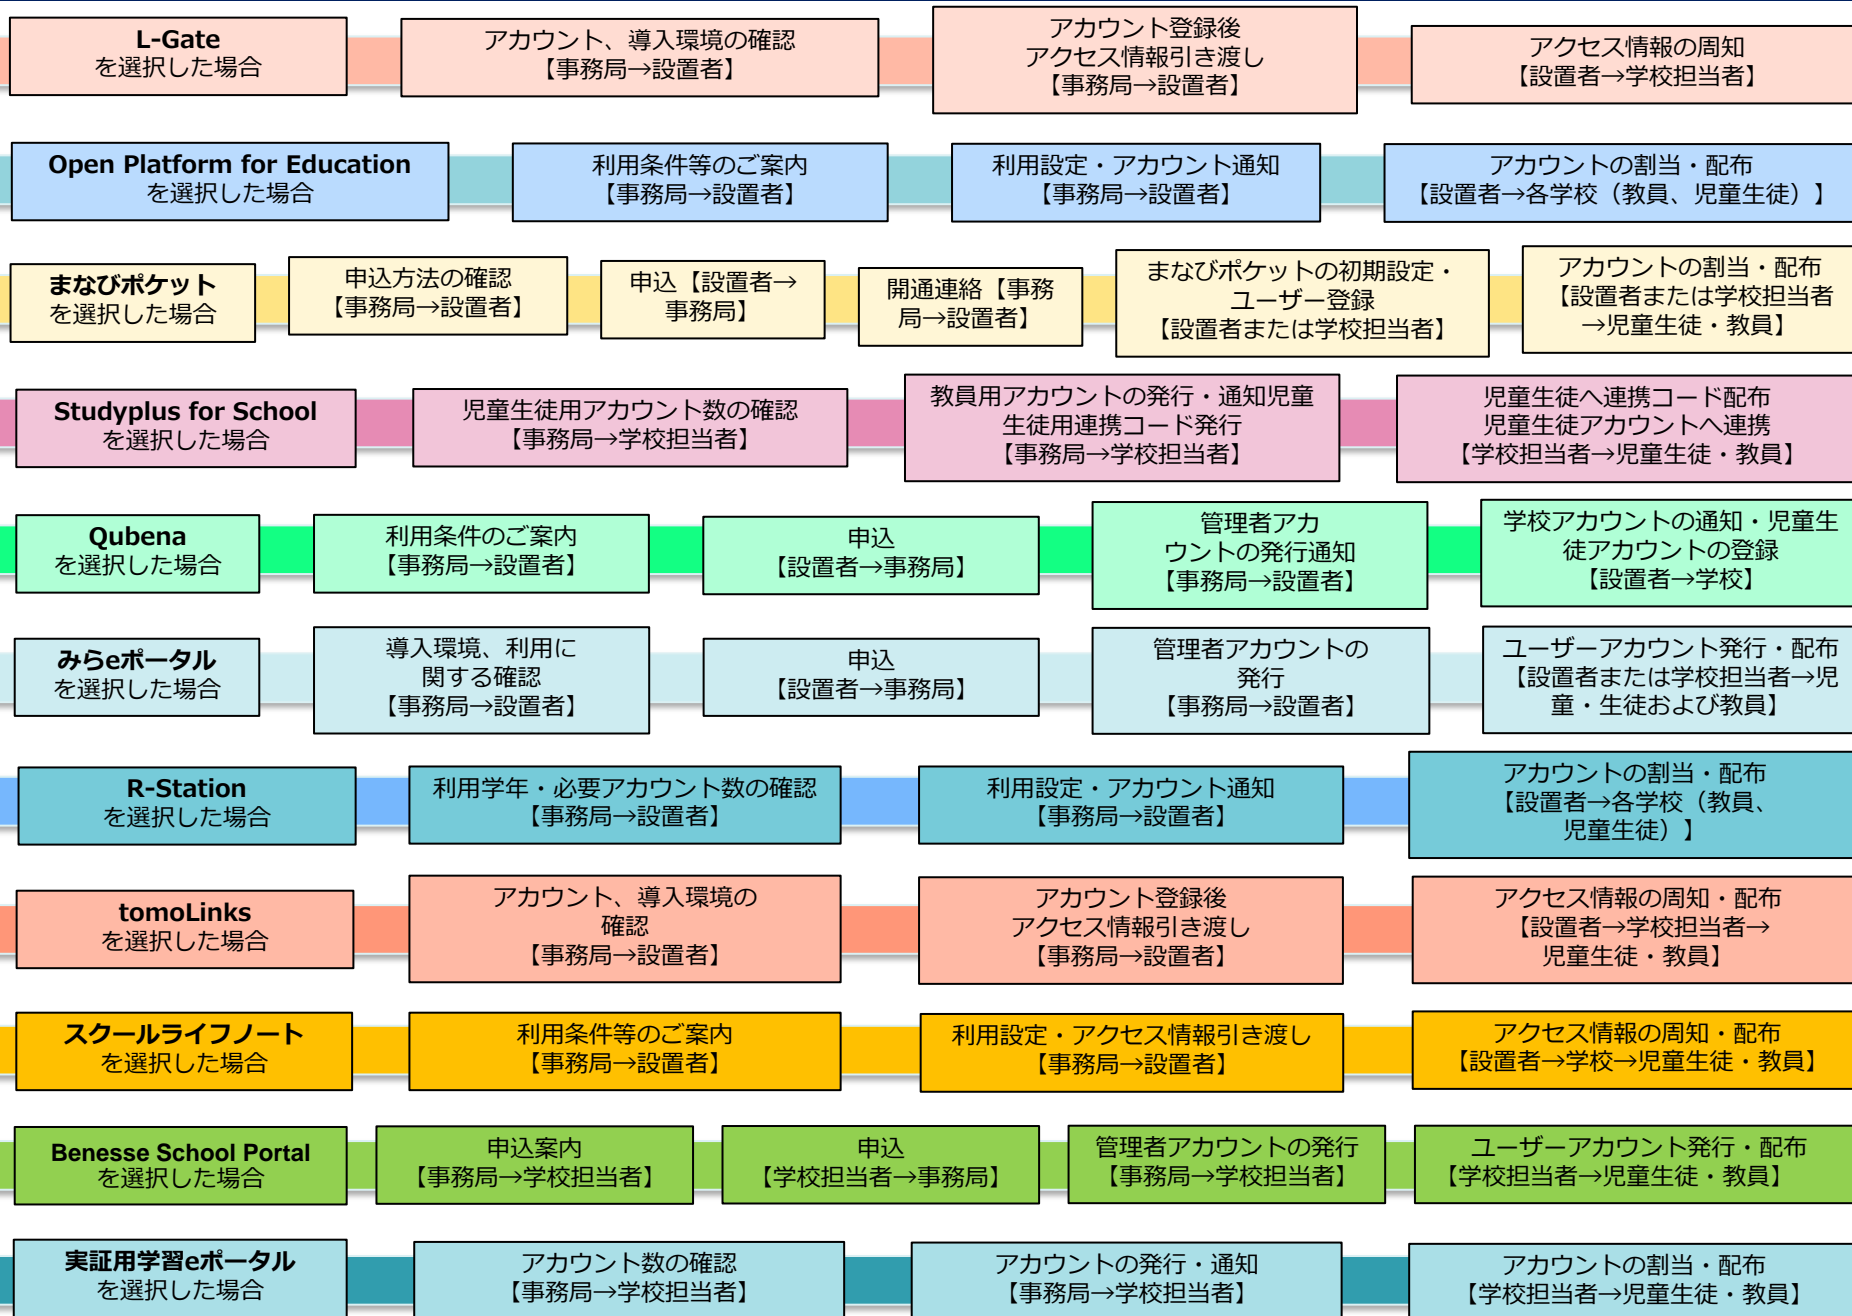 L-Gate
を選択した場合
アカウント、導入環境の確認
【事務局→設置者】
アカウント登録後
アクセス情報引き渡し
【事務局→設置者】
アクセス情報の周知
【設置者→学校担当者】
Open Platform for Education
を選択した場合
利用条件等のご案内
【事務局→設置者】
利用設定・アカウント通知
【事務局→設置者】
アカウントの割当・配布
【設置者→各学校（教員、児童生徒）】
まなびポケット
を選択した場合
申込方法の確認
【事務局→設置者】
申込【設置者→
事務局】
開通連絡【事務
局→設置者】
まなびポケットの初期設定・
ユーザー登録
【設置者または学校担当者】
アカウントの割当・配布
【設置者または学校担当者
→児童生徒・教員】
Studyplus for School
を選択した場合
児童生徒用アカウント数の確認
【事務局→学校担当者】
教員用アカウントの発行・通知児童
生徒用連携コード発行
【事務局→学校担当者】
児童生徒へ連携コード配布
児童生徒アカウントへ連携
【学校担当者→児童生徒・教員】
Qubena
を選択した場合
利用条件のご案内
【事務局→設置者】
申込
【設置者→事務局】
管理者アカ
ウントの発行通知
【事務局→設置者】
学校アカウントの通知・児童生
徒アカウントの登録
【設置者→学校】
みらeポータル
を選択した場合
導入環境、利用に
関する確認
【事務局→設置者】
申込
【設置者→事務局】
管理者アカウントの
発行
【事務局→設置者】
ユーザーアカウント発行・配布
【設置者または学校担当者→児
童・生徒および教員】
R-Station
を選択した場合
利用学年・必要アカウント数の確認
【事務局→設置者】
利用設定・アカウント通知
【事務局→設置者】
アカウントの割当・配布
【設置者→各学校（教員、
児童生徒）】
tomoLinks
を選択した場合
アカウント、導入環境の
確認
【事務局→設置者】
アカウント登録後
アクセス情報引き渡し
【事務局→設置者】
アクセス情報の周知・配布
【設置者→学校担当者→
児童生徒・教員】
スクールライフノート
を選択した場合
利用条件等のご案内
【事務局→設置者】
利用設定・アクセス情報引き渡し
【事務局→設置者】
アクセス情報の周知・配布
【設置者→学校→児童生徒・教員】
Benesse School Portal
を選択した場合
申込案内
【事務局→学校担当者】
申込
【学校担当者→事務局】
管理者アカウントの発行
【事務局→学校担当者】
ユーザーアカウント発行・配布
【学校担当者→児童生徒・教員】
実証用学習eポータル
を選択した場合
アカウント数の確認
【事務局→学校担当者】
アカウントの発行・通知
【事務局→学校担当者】
アカウントの割当・配布
【学校担当者→児童生徒・教員】